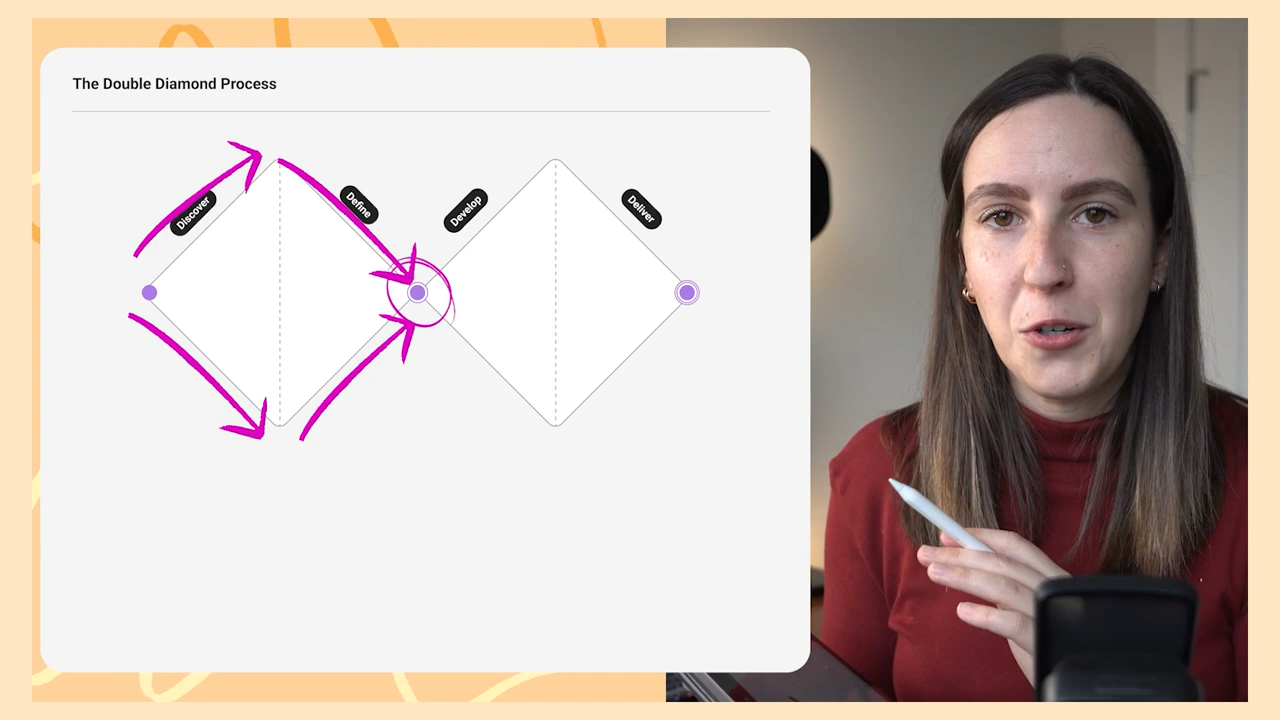 The Double Diamond Process
Discover
Define
Develop
Deliver